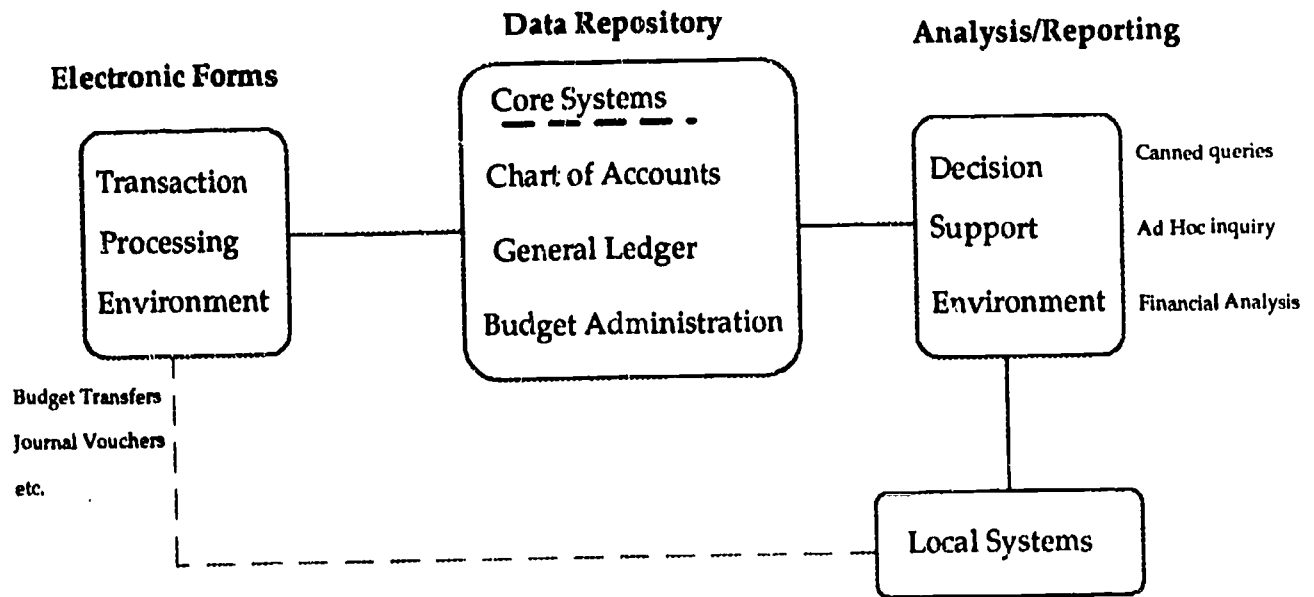 Data Repository
Analysis/Reporting
Electronic Forms
Core Systems
Chart of Accounts
General Ledger
Budget Administration
Transaction
Processing
Environment
Decision
Support
Environment
Canned queries
Ad Hoc inquiry
Financial Analysis
Budget Transfers
Journal Vouchers
etc.
Local Systems